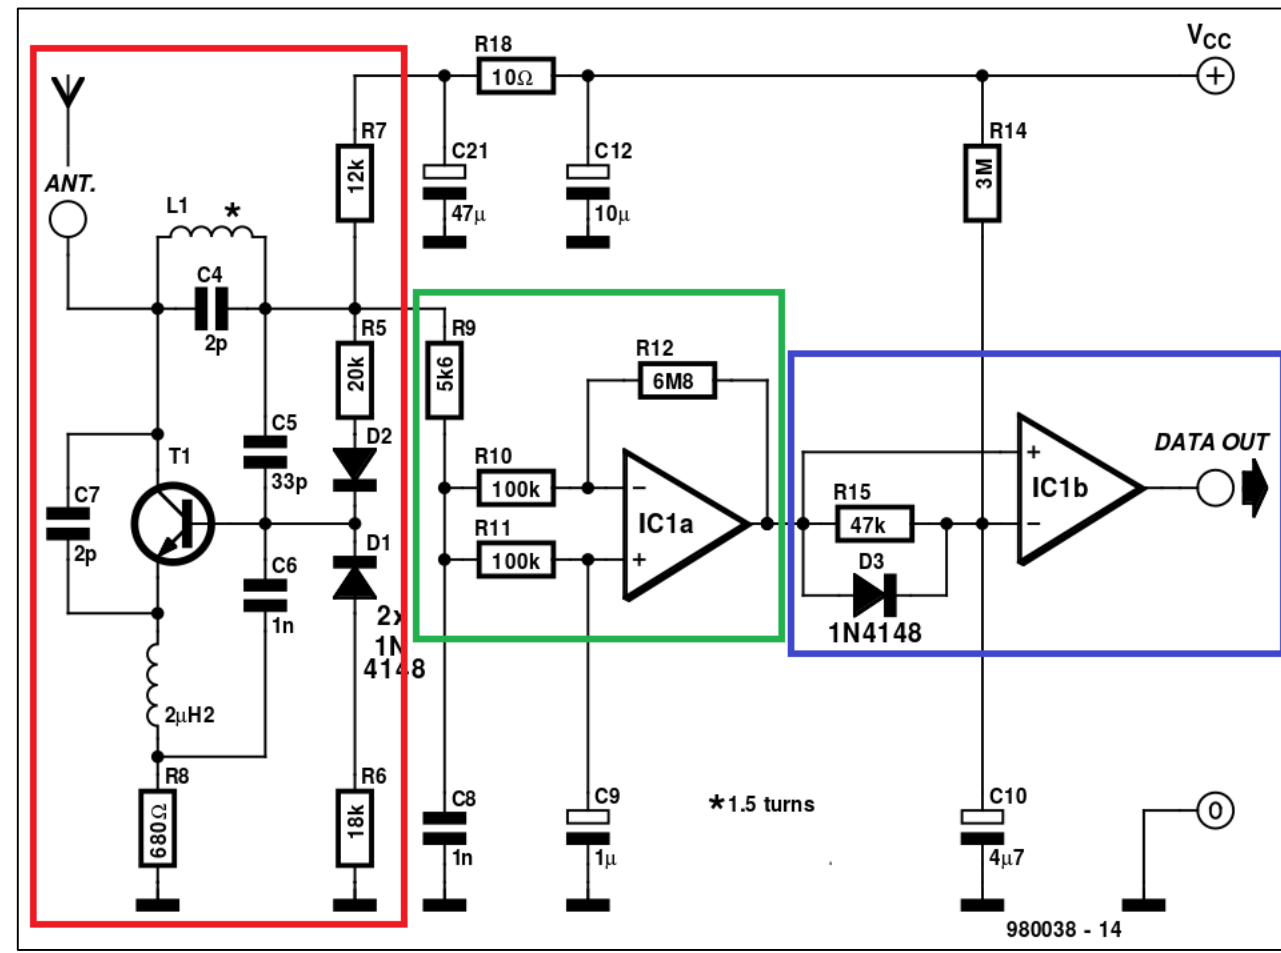 R18
10Ω
VCC
+
R7
12k
C21
47µ
C12
10µ
R14
3M
ANT.
L1
*
C4
2p
R5
20k
R9
5k6
R12
6M8
D2
C5
33p
T1
C7
2p
R10
100k
–
IC1a
R11
100k
+
D1
C6
1n
2x
1N
4148
+
IC1b
–
DATA OUT
R15
47k
D3
1N4148
2µH2
R8
680Ω
R6
18k
C8
1n
C9
1µ
*1.5 turns
C10
4µ7
0
980038 - 14